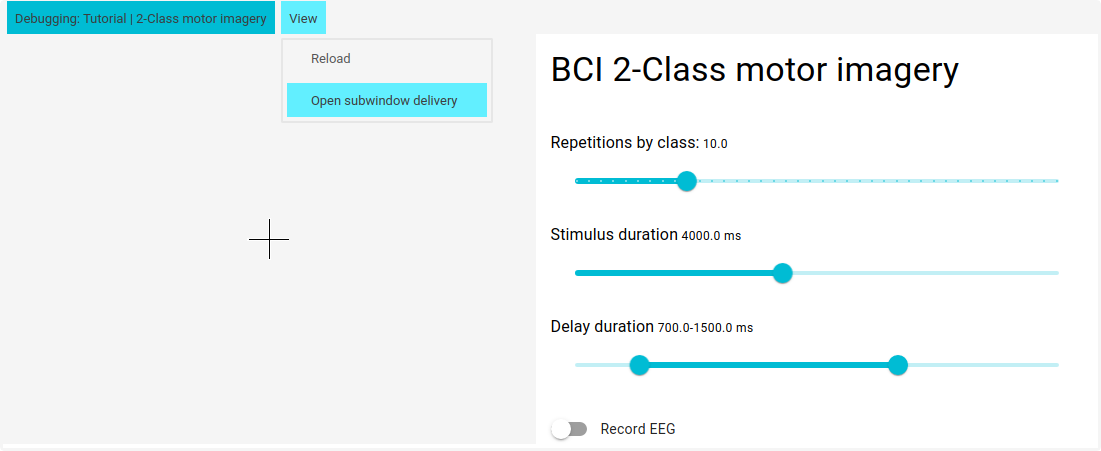 Debugging: Tutorial | 2-Class motor imagery
View
Reload
Open subwindow delivery
BCI 2-Class motor imagery
Repetitions by class: 10.0
Stimulus duration 4000.0 ms
Delay duration 700.0-1500.0 ms
Record EEG